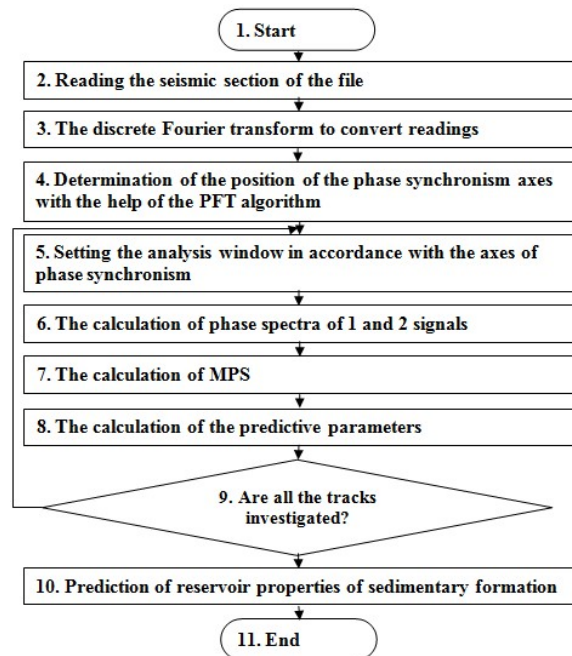 1. Start
2. Reading the seismic section of the file
3. The discrete Fourier transform to convert readings
4. Determination of the position of the phase synchronism axes
with the help of the PFT algorithm
5. Setting the analysis window in accordance with the axes of
phase synchronism
6. The calculation of phase spectra of 1 and 2 signals
7. The calculation of MPS
8. The calculation of the predictive parameters
9. Are all the tracks
investigated?
10. Prediction of reservoir properties of sedimentary formation
11. End